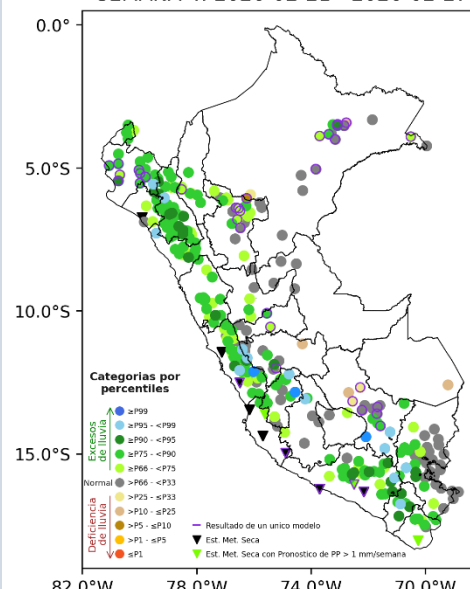 0.0°
5.0°S
10.0°S
15.0°S
82.0°W
78.0°W
74.0°W
70.0°W
Categorias por
percentiles
Excesos
de lluvia
Normal
Deficiencia
de lluvia
≥P99
≥P95 - <P99
≥P90 - <P95
≥P75 - <P90
≥P66 - <P75
>P66 - <P33
>P25 - ≤P33
>P10 - ≤P25
>P5 - ≤P10
>P1 - ≤P5
≤P1
Resultado de un unico modelo
Est. Met. Seca
Est. Met. Seca con Pronostico de PP > 1 mm/semana